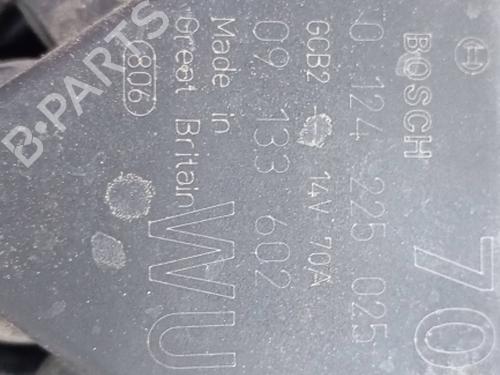 BOSCH
70
0 124 225 025
GCB2 14V 70A
09 133 602
Made in
Great Britain
WU
806
B-PARTS